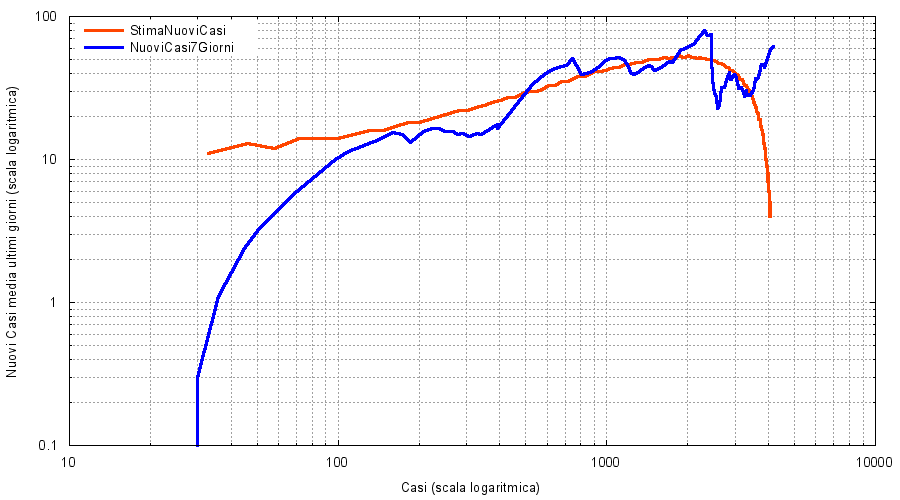 StimaNuoviCasi
NuoviCasi7Giorni
100
10
1
0.1
10
100
1000
10000
Nuovi Casi media ultimi giorni (scala logaritmica)
Casi (scala logoritmica)